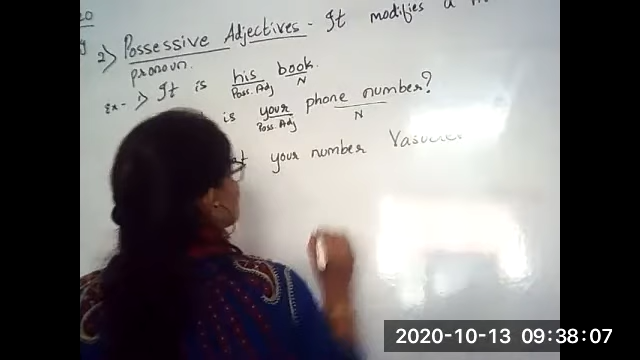 2) Possessive Adjectives - It modifies a
pronoun.
Ex - 1) It is his book.
Poss. Adj N
is your phone number?
Poss. Adj N
your number
2020-10-13 09:38:07